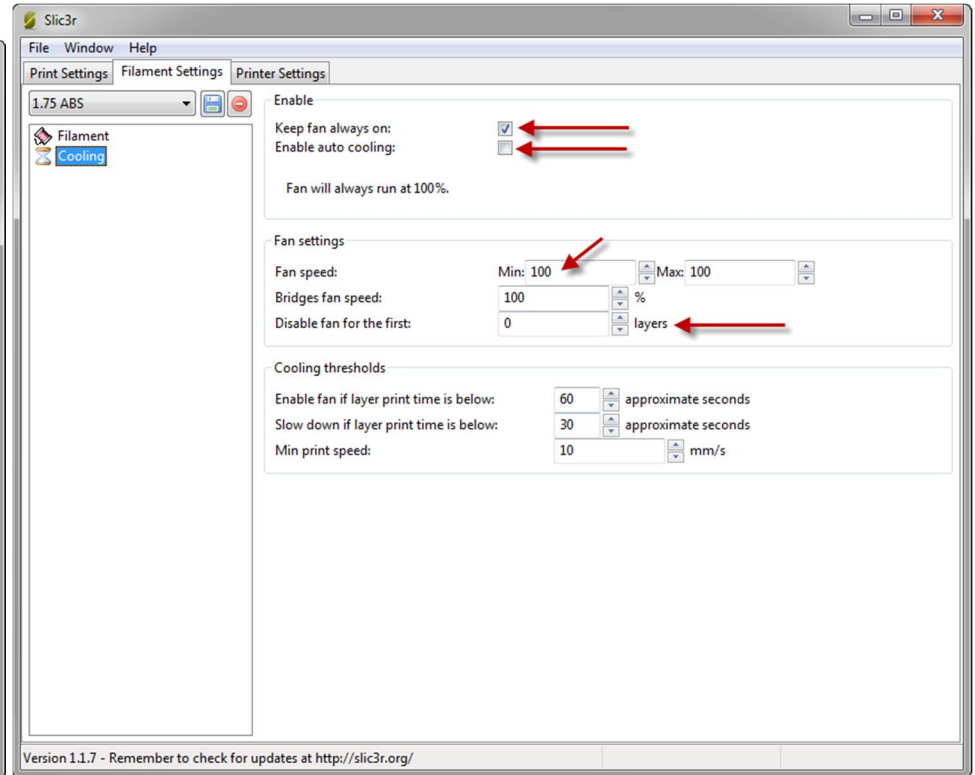 Slic3r
File Window Help
Print Settings Filament Settings Printer Settings
1.75 ABS
Filament
Cooling
Enable
Keep fan always on:
Enable auto cooling:
Fan will always run at 100%.
Fan settings
Fan speed: Min: 100 Max: 100
Bridges fan speed: 100 %
Disable fan for the first: 0 layers
Cooling thresholds
Enable fan if layer print time is below: 60 approximate seconds
Slow down if layer print time is below: 30 approximate seconds
Min print speed: 10 mm/s
Version 1.1.7 - Remember to check for updates at http://slic3r.org/